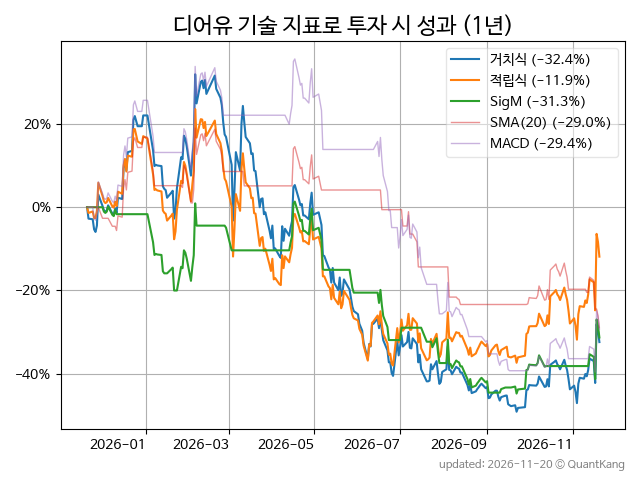 디어유 기술 지표로 투자 시 성과 (1년)
거치식 (−32.4%)
적립식 (−11.9%)
SigM (−31.3%)
SMA(20) (−29.0%)
MACD (−29.4%)
20%
0%
−20%
−40%
2026-01 2026-03 2026-05 2026-07 2026-09 2026-11
updated: 2026-11-20 © QuantKang